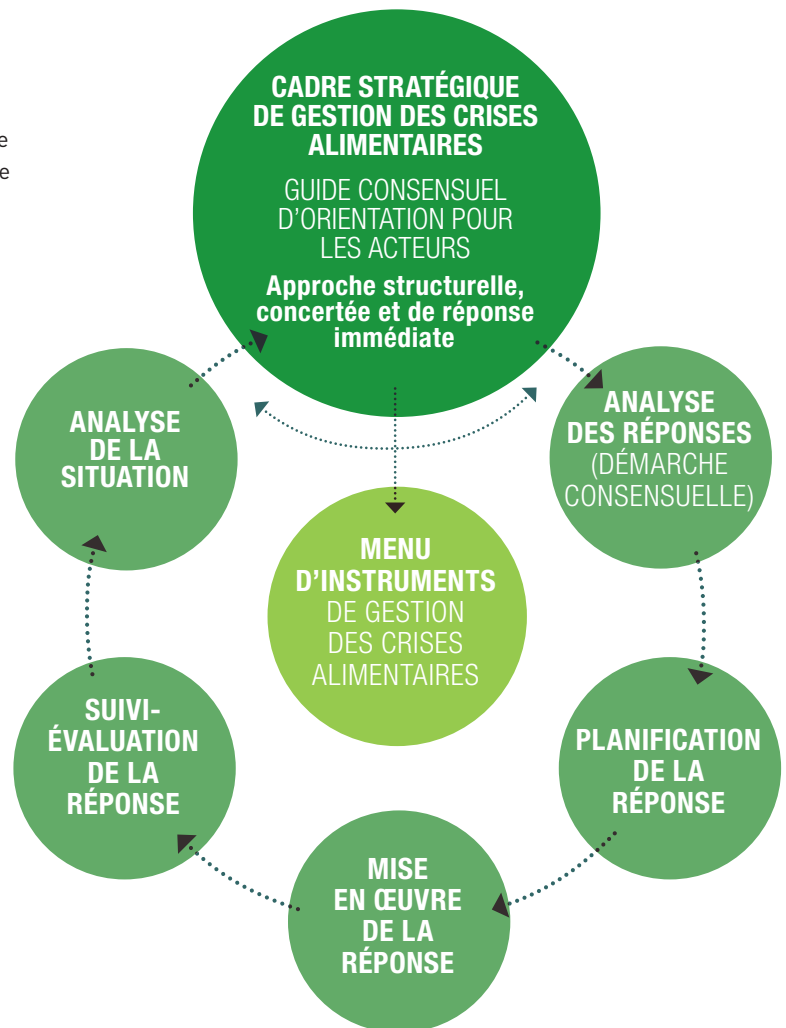 e
e
CADRE STRATÉGIQUE
DE GESTION DES CRISES
ALIMENTAIRES
GUIDE CONSENSUEL
D’ORIENTATION POUR
LES ACTEURS
Approche structurelle,
concertée et de réponse
immédiate
ANALYSE
DES RÉPONSES
(DÉMARCHE
CONSENSUELLE)
PLANIFICATION
DE LA
RÉPONSE
MISE
EN ŒUVRE
DE LA
RÉPONSE
SUIVI-
ÉVALUATION
DE LA
RÉPONSE
ANALYSE
DE LA
SITUATION
MENU
D’INSTRUMENTS
DE GESTION
DES CRISES
ALIMENTAIRES